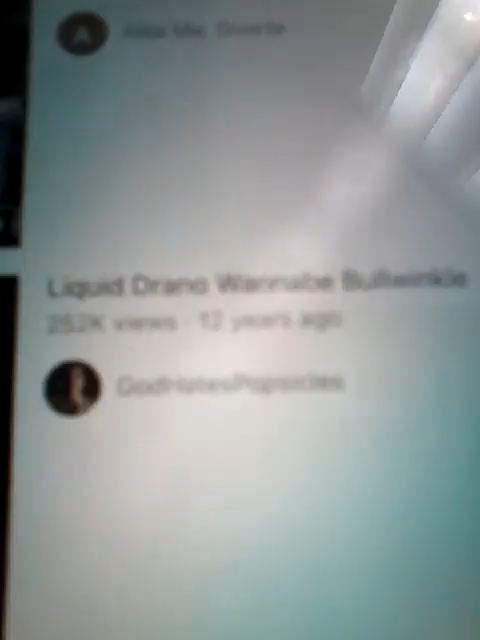 A
Liquid Drano Wannabe Bullwinkle
252K views · 12 years ago
GodHatesPopsicles